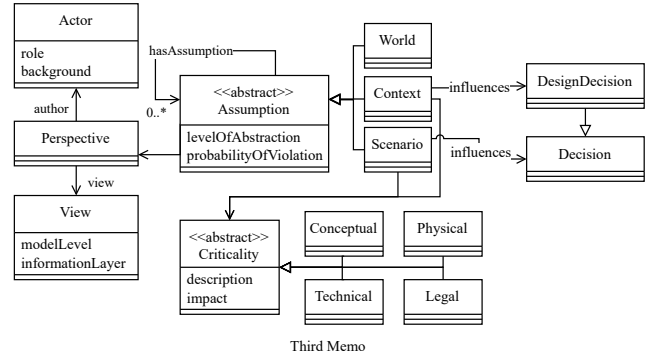 Actor
role
background
author
Perspective
view
View
modelLevel
informationLayer
hasAssumption
0..*
<<abstract>>
Assumption
levelOfAbstraction
probabilityOfViolation
World
Context
Scenario
influences
influences
DesignDecision
Decision
<<abstract>>
Criticality
description
impact
Conceptual
Physical
Technical
Legal
Third Memo